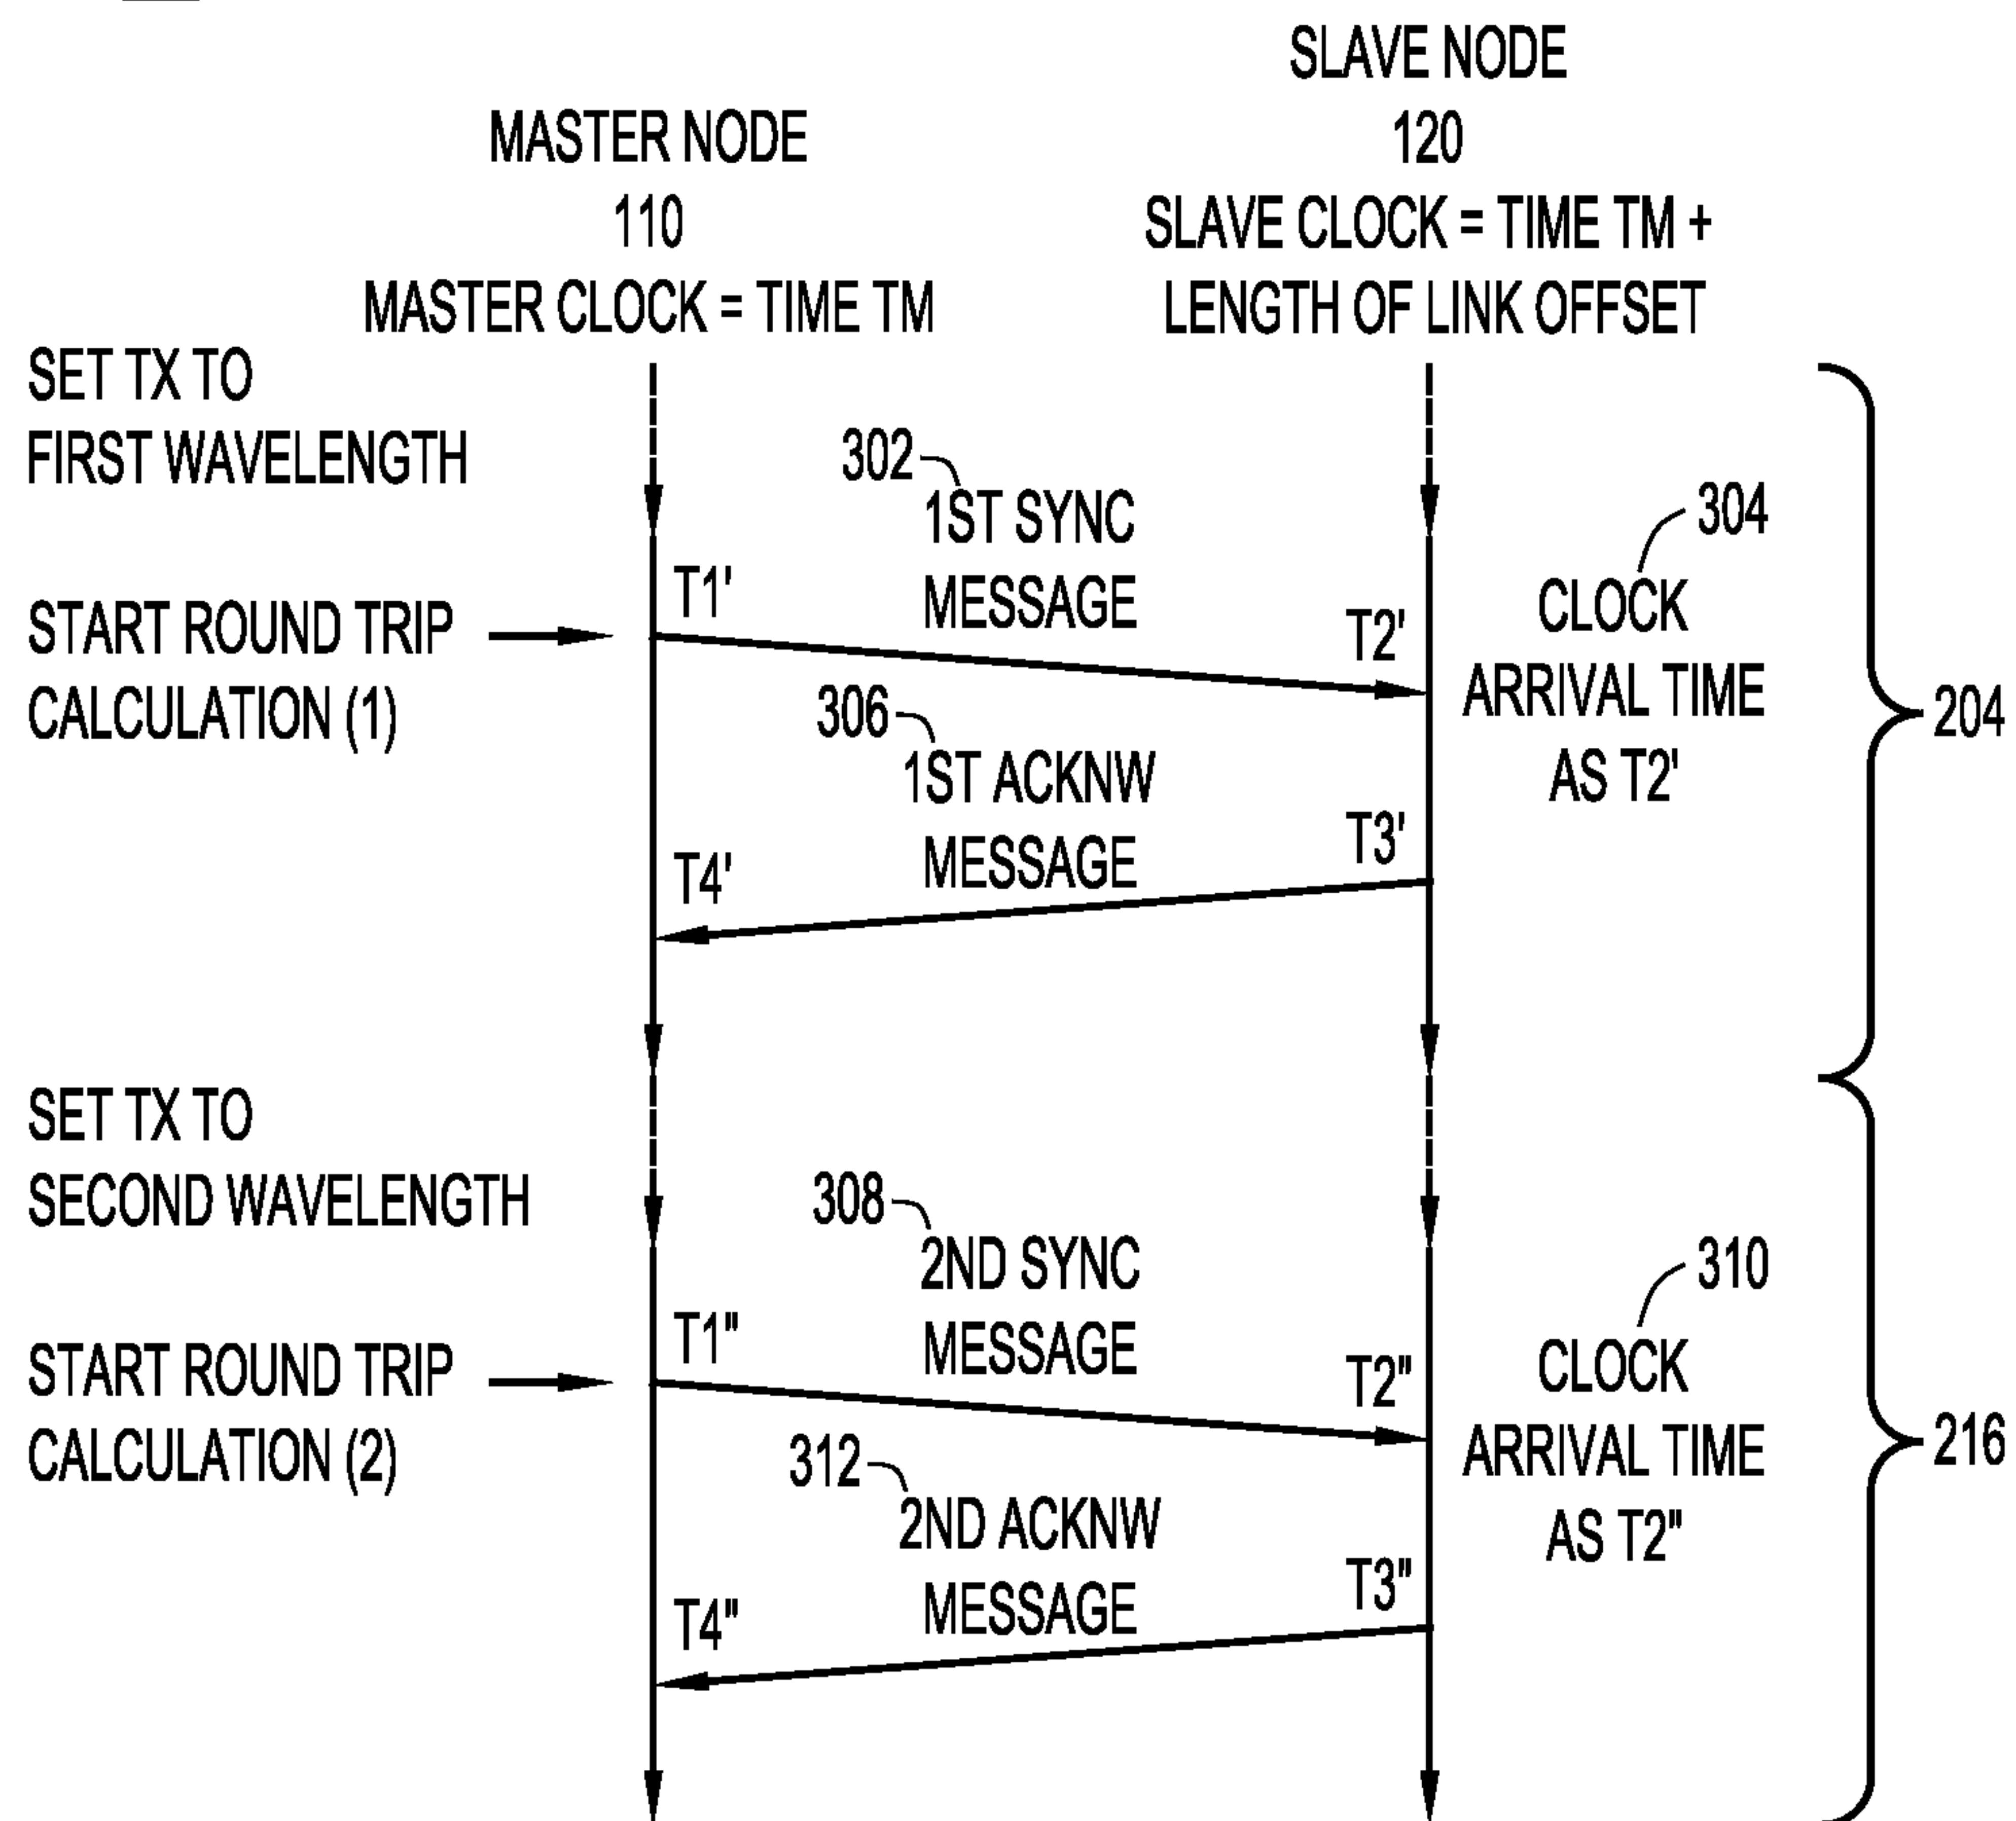 SLAVE NODE
120
SLAVE CLOCK = TIME TM +
LENGTH OF LINK OFFSET
MASTER NODE
110
MASTER CLOCK = TIME TM
SET TX TO
FIRST WAVELENGTH
302
1ST SYNC
MESSAGE
304
CLOCK
ARRIVAL TIME
AS T2'
T1'
T2'
START ROUND TRIP
CALCULATION (1)
204
306
1ST ACKNW
MESSAGE
T3'
T4'
SET TX TO
SECOND WAVELENGTH
308
2ND SYNC
MESSAGE
310
CLOCK
ARRIVAL TIME
AS T2"
T1"
T2"
START ROUND TRIP
CALCULATION (2)
216
312
2ND ACKNW
MESSAGE
T3"
T4"